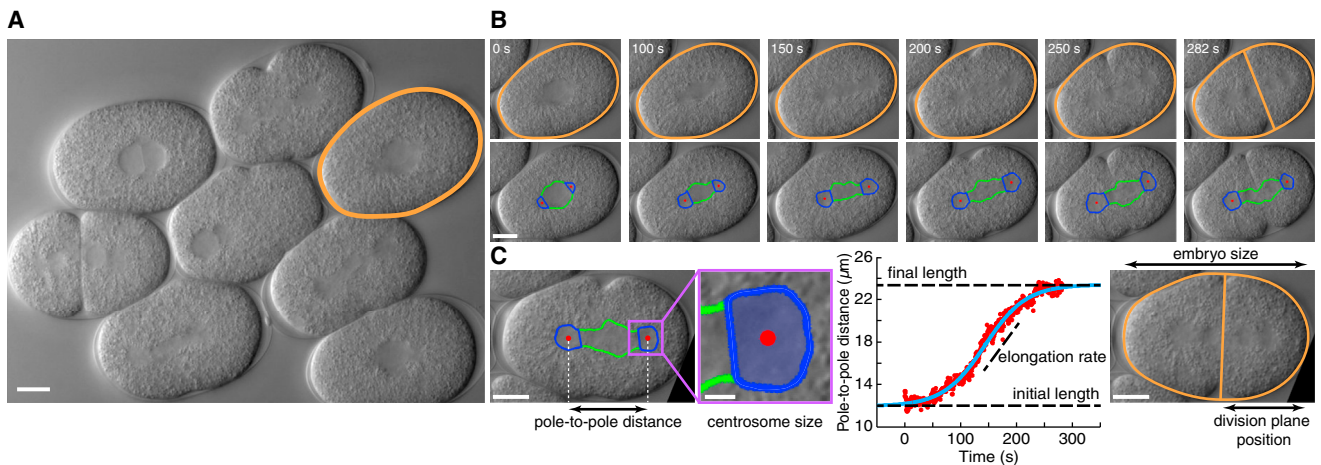 A
B
0 s
100 s
150 s
200 s
250 s
282 s
C
pole-to-pole distance
centrosome size
Pole-to-pole distance (μm)
26
22
18
14
10
final length
elongation rate
initial length
0
100
200
300
Time (s)
embryo size
division plane
position